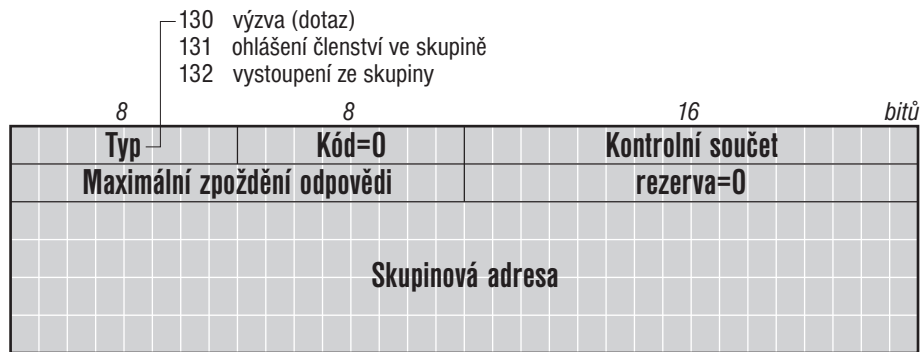 130 výzva (dotaz)
131 ohlášení členství ve skupině
132 vystoupení ze skupiny
8 8 16 bitů
Typ Kód=0 Kontrolní součet
Maximální zpoždění odpovědi rezerva=0
Skupinová adresa